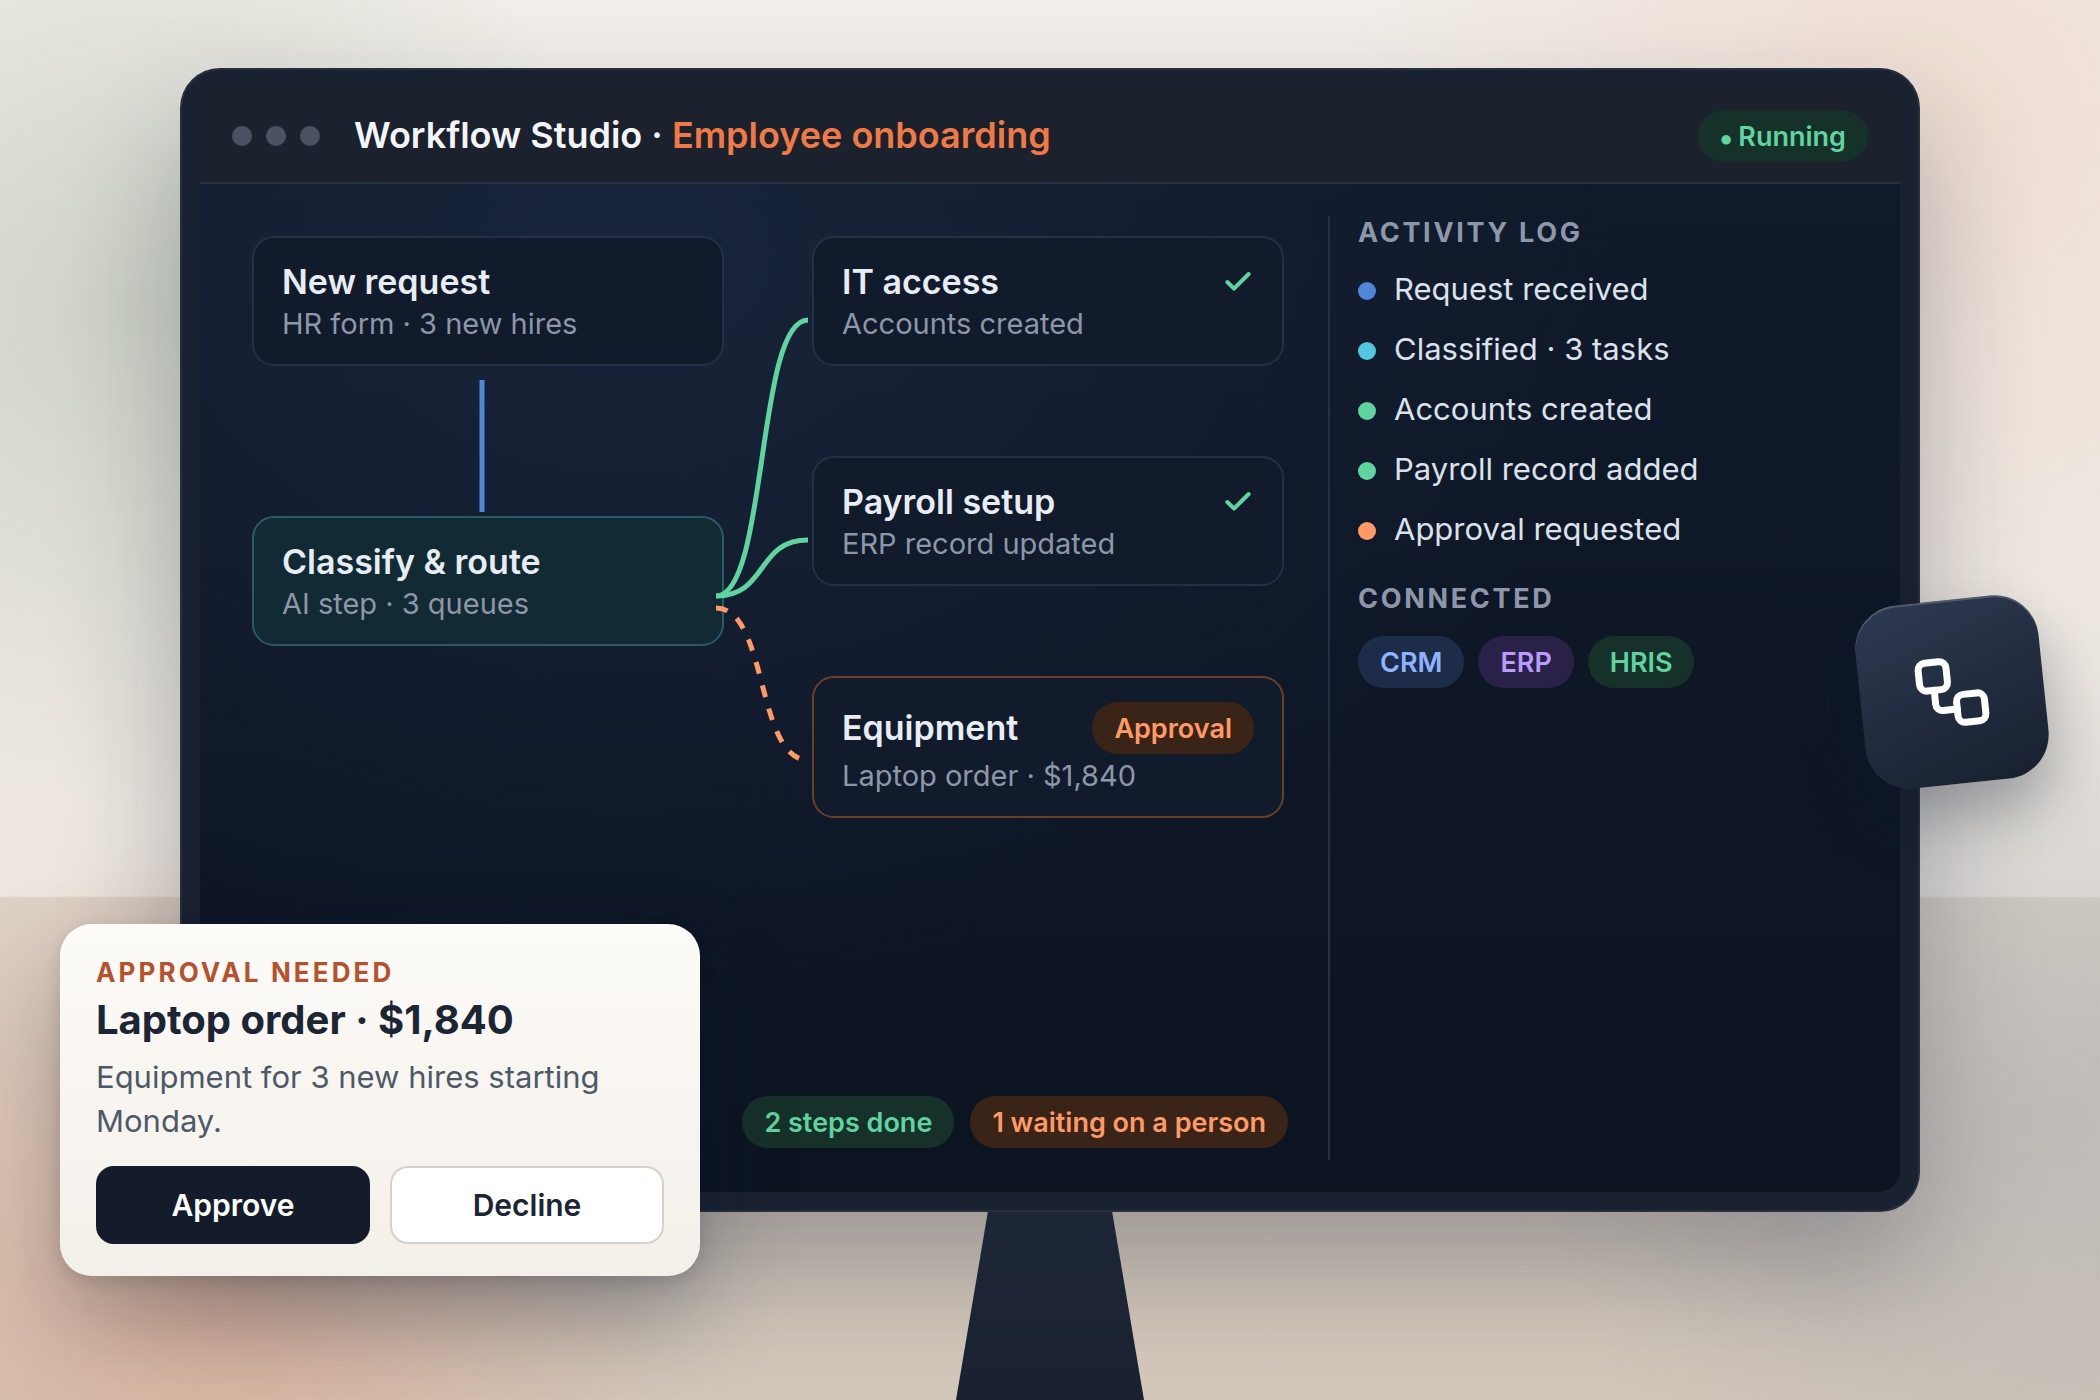 Workflow Studio · Employee onboarding
• Running
New request
HR form · 3 new hires
Classify & route
AI step · 3 queues
IT access
Accounts created
Payroll setup
ERP record updated
Equipment
Approval
Laptop order · $1,840
2 steps done
1 waiting on a person
ACTIVITY LOG
Request received
Classified · 3 tasks
Accounts created
Payroll record added
Approval requested
CONNECTED
CRM ERP HRIS
APPROVAL NEEDED
Laptop order · $1,840
Equipment for 3 new hires starting
Monday.
Approve
Decline